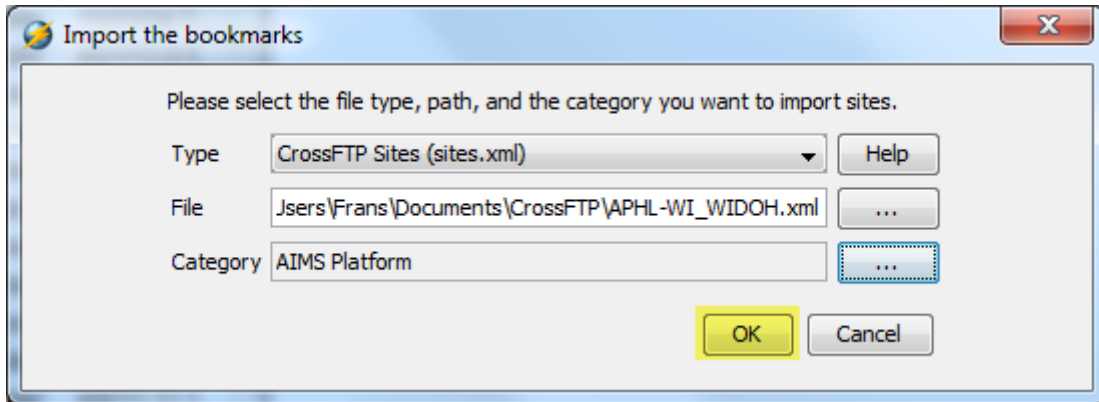 Import the bookmarks
Please select the file type, path, and the category you want to import sites.
Type CrossFTP Sites (sites.xml) Help
File Jsers\Frans\Documents\CrossFTP\APHL-WI_WIDOH.xml ...
Category AIMS Platform ...
OK Cancel